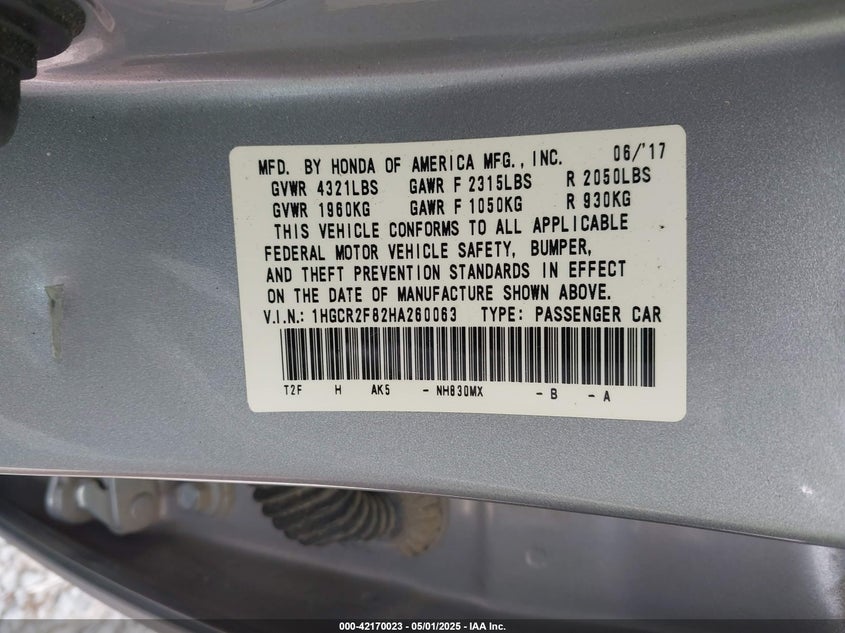 MFD. BY HONDA OF AMERICA MFG., INC. 06/'17
GVWR 4321LBS GAWR F 2315LBS R 2050LBS
GVWR 1960KG GAWR F 1050KG R 930KG
THIS VEHICLE CONFORMS TO ALL APPLICABLE
FEDERAL MOTOR VEHICLE SAFETY, BUMPER,
AND THEFT PREVENTION STANDARDS IN EFFECT
ON THE DATE OF MANUFACTURE SHOWN ABOVE.
V.I.N.: 1HGCR2F82HA260063 TYPE: PASSENGER CAR
T2F H AK5 - NH830MX - B - A
000-42170023 - 05/01/2025 - IAA Inc.